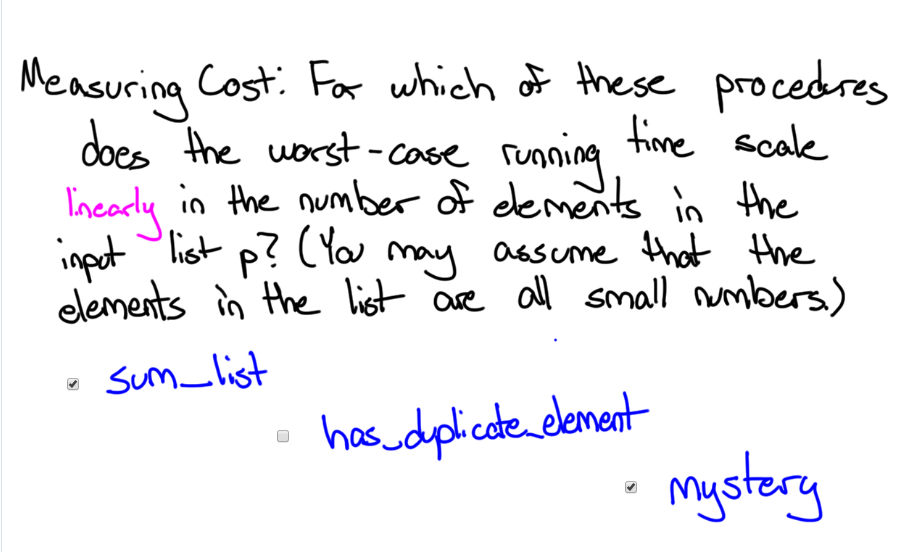 Measuring Cost: For which of these procedures
does the worst-case running time scale
linearly in the number of elements in the
input list p? (You may assume that the
elements in the list are all small numbers.)
sum_list
has_duplicate_element
mystery